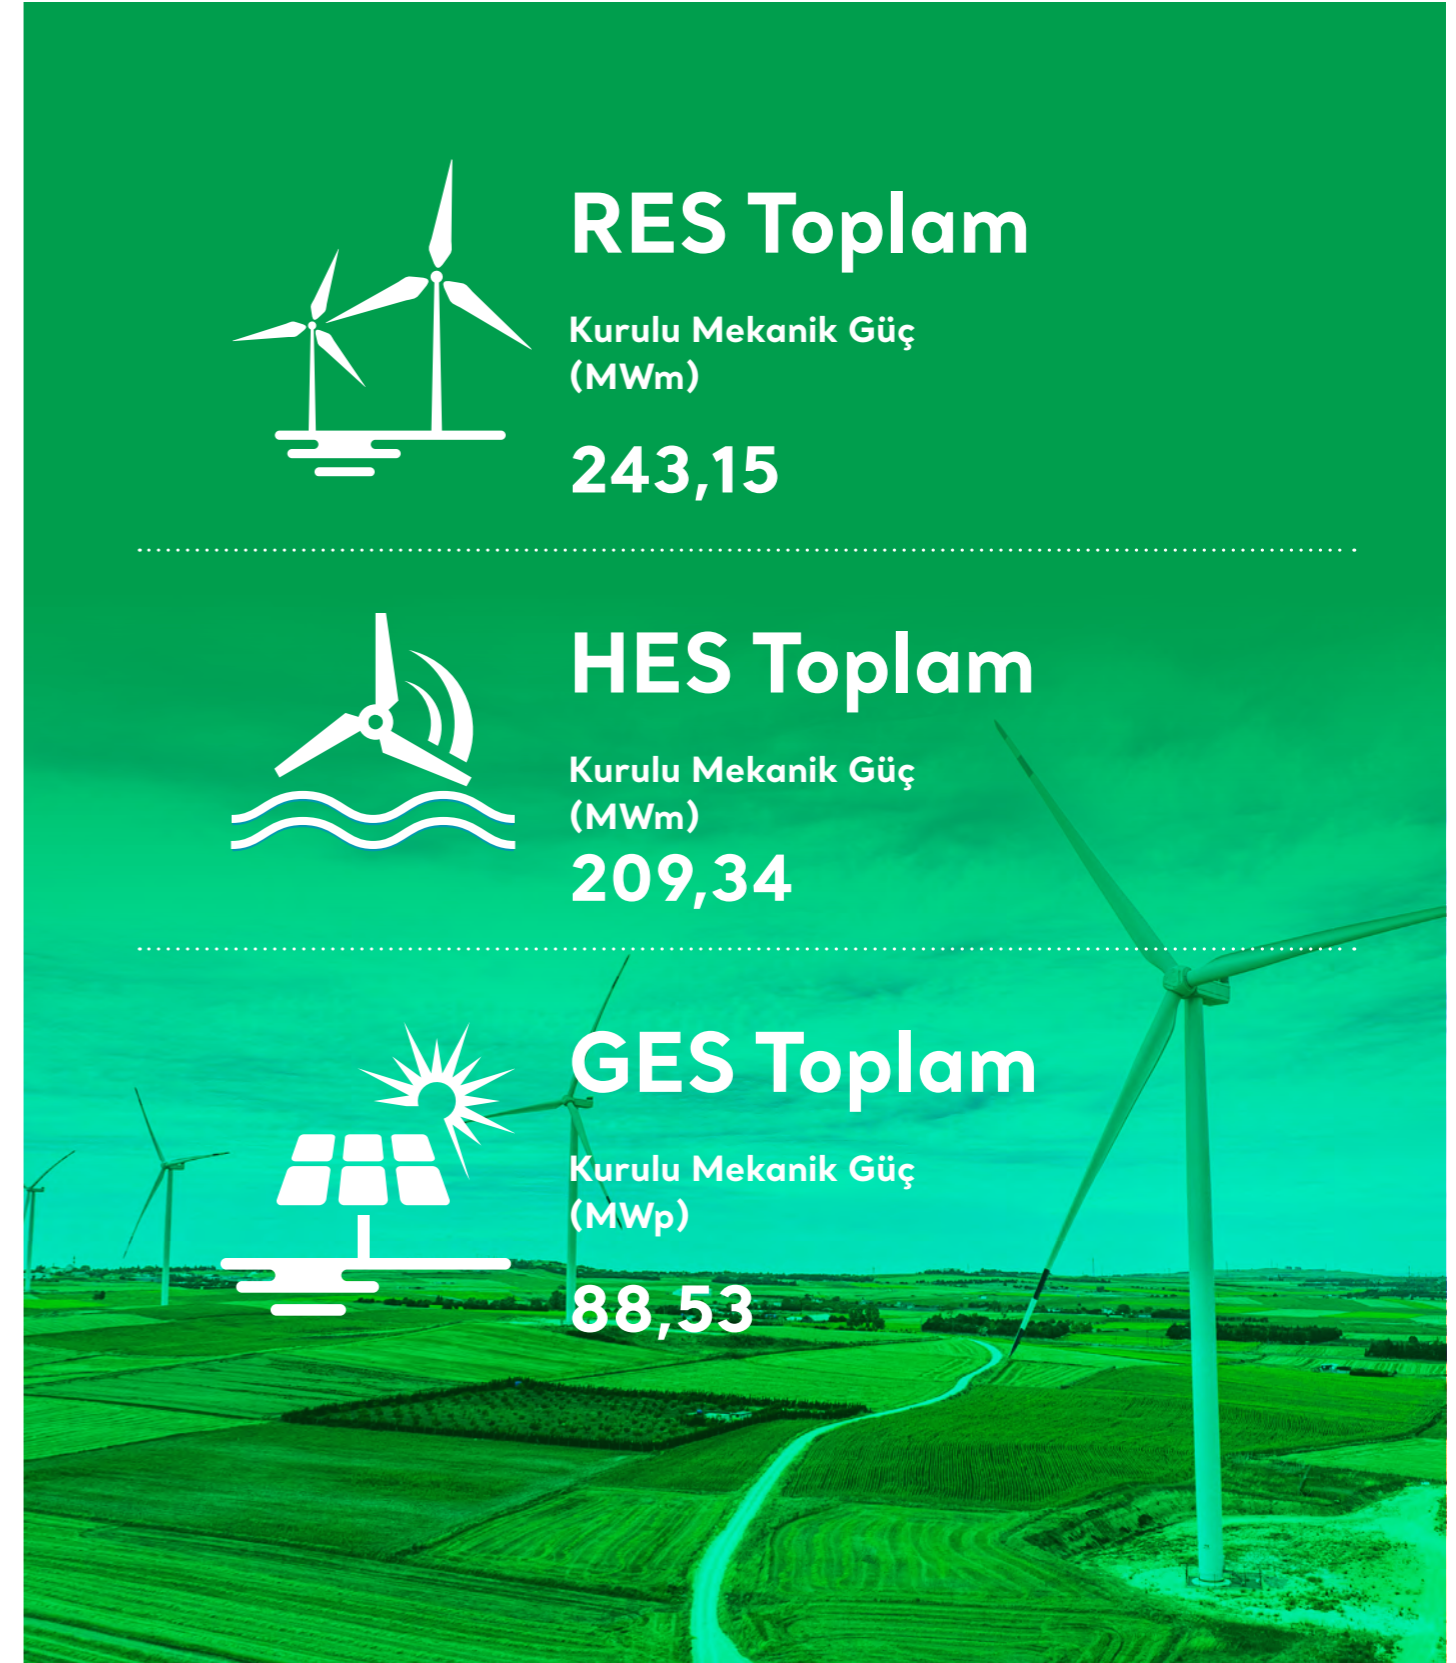 RES Toplam
Kurulu Mekanik Güç
(MWm)
243,15
HES Toplam
Kurulu Mekanik Güç
(MWm)
209,34
GES Toplam
Kurulu Mekanik Güç
(MWp)
88,53